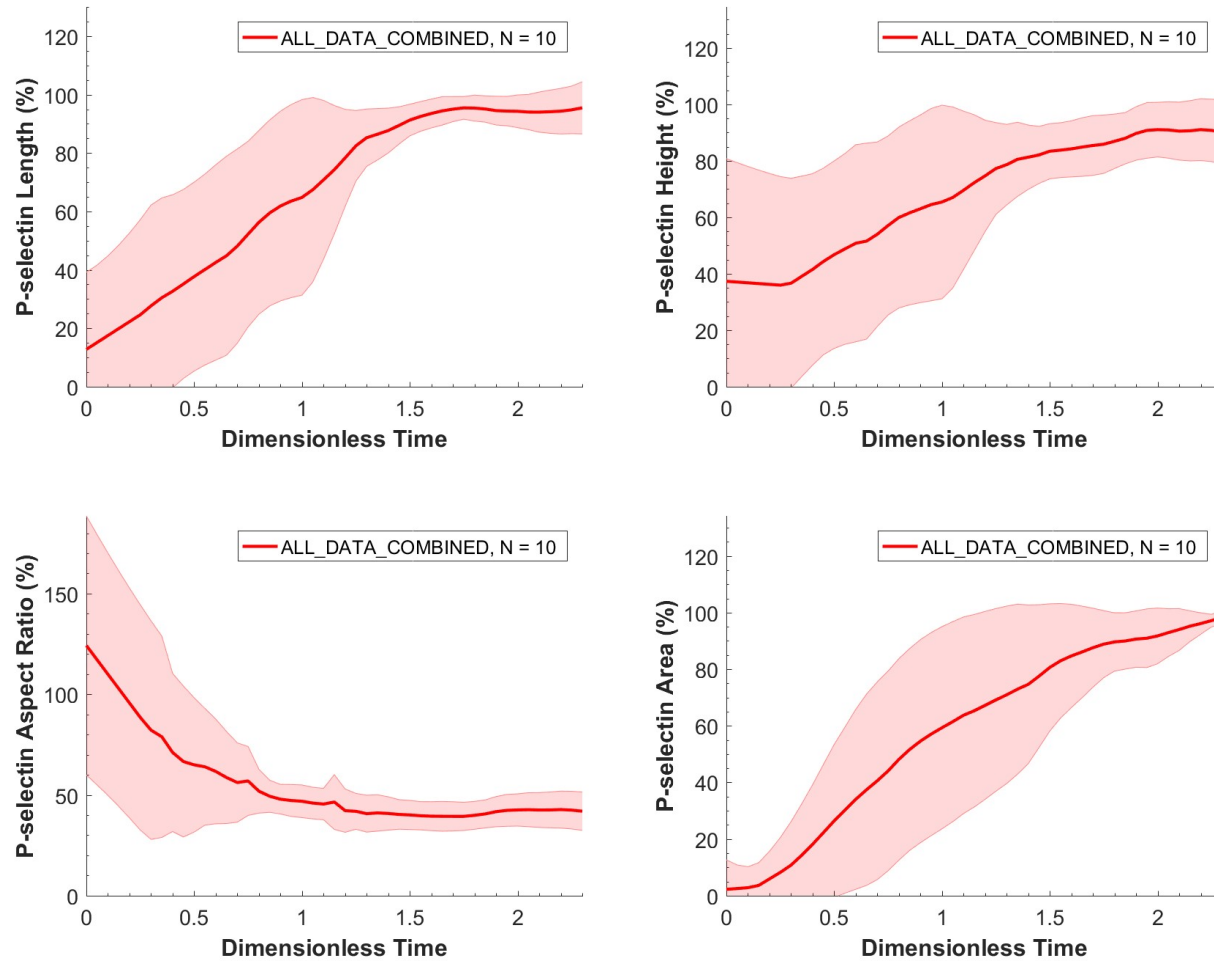 ALL_DATA_COMBINED, N = 10
P-selectin Length (%)
120
100
80
60
40
20
0
0 0.5 1 1.5 2
Dimensionless Time
ALL_DATA_COMBINED, N = 10
P-selectin Height (%)
120
100
80
60
40
20
0
0 0.5 1 1.5 2
Dimensionless Time
ALL_DATA_COMBINED, N = 10
P-selectin Aspect Ratio (%)
150
100
50
0
0 0.5 1 1.5 2
Dimensionless Time
ALL_DATA_COMBINED, N = 10
P-selectin Area (%)
120
100
80
60
40
20
0
0 0.5 1 1.5 2
Dimensionless Time